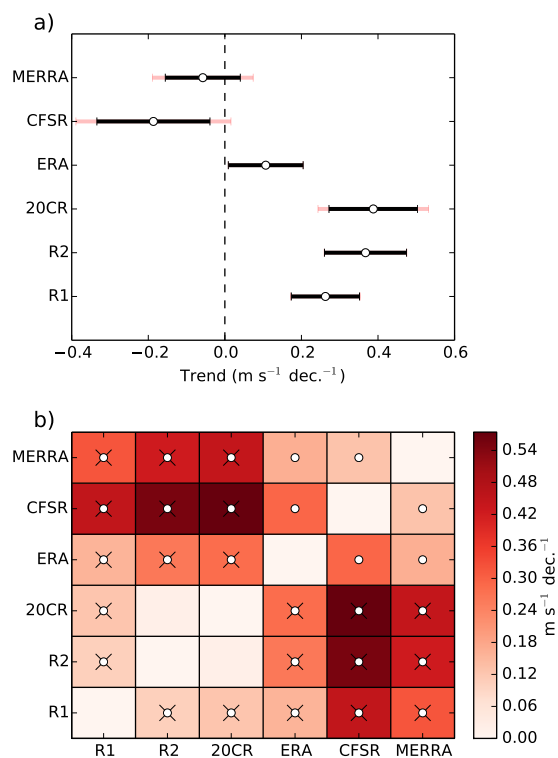 a)
MERRA
CFSR
ERA
20CR
R2
R1
−0.4 −0.2 0.0 0.2 0.4 0.6
Trend (m s⁻¹ dec.⁻¹)
b)
MERRA
CFSR
ERA
20CR
R2
R1
R1 R2 20CR ERA CFSR MERRA
0.54
0.48
0.42
0.36
0.30
0.24
0.18
0.12
0.06
0.00
m s⁻¹ dec.⁻¹